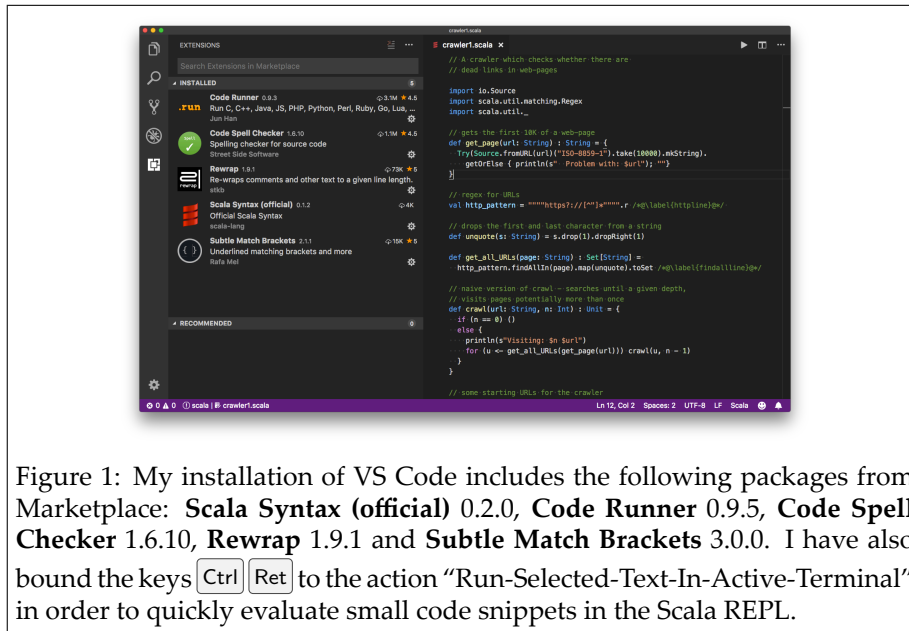 crawler1.scala
EXTENSIONS
Search Extensions in Marketplace
INSTALLED 5
Code Runner 0.9.3 3.1M ★4.5
Run C, C++, Java, JS, PHP, Python, Perl, Ruby, Go, Lua, ...
Jun Han
Code Spell Checker 1.6.10 1.1M ★4.5
Spelling checker for source code
Street Side Software
Rewrap 1.9.1 73K ★5
Re-wraps comments and other text to a given line length.
stkb
Scala Syntax (official) 0.1.2 4K
Official Scala Syntax
scala-lang
Subtle Match Brackets 2.1.1 16K ★5
Underlined matching brackets and more
Rafa Mel
RECOMMENDED 0
crawler1.scala ×
// A crawler which checks whether there are
// dead links in web-pages
import io.Source
import scala.util.matching.Regex
import scala.util._
// gets the first 10K of a web-page
def get_page(url: String) : String = {
Try(Source.fromURL(url)("ISO-8859-1").take(10000).mkString).
getOrElse { println(s" Problem with: $url"); ""}
}
// regex for URLs
val http_pattern = """"https?://[^"]*"""".r /*@\label{httpline}@*/
// drops the first and last character from a string
def unquote(s: String) = s.drop(1).dropRight(1)
def get_all_URLs(page: String) : Set[String] =
http_pattern.findAllIn(page).map(unquote).toSet /*@\label{findallline}@*/
// naive version of crawl - searches until a given depth,
// visits pages potentially more than once
def crawl(url: String, n: Int) : Unit = {
if (n == 0) ()
else {
println(s"Visiting: $n $url")
for (u <- get_all_URLs(get_page(url))) crawl(u, n - 1)
}
}
// some starting URLs for the crawler
0 0 scala | crawler1.scala Ln 12, Col 2 Spaces: 2 UTF-8 LF Scala
Figure 1: My installation of VS Code includes the following packages from
Marketplace: Scala Syntax (official) 0.2.0, Code Runner 0.9.5, Code Spell
Checker 1.6.10, Rewrap 1.9.1 and Subtle Match Brackets 3.0.0. I have also
bound the keys Ctrl Ret to the action “Run-Selected-Text-In-Active-Terminal”
in order to quickly evaluate small code snippets in the Scala REPL.